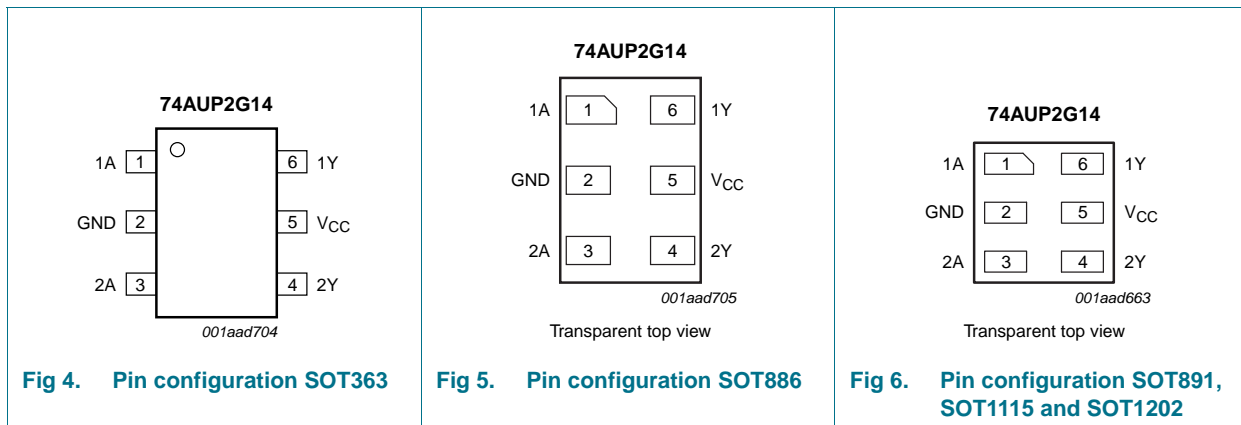 74AUP2G14
1A 1 6 1Y
GND 2 5 VCC
2A 3 4 2Y
001aad704
Fig 4. Pin configuration SOT363
74AUP2G14
1A 1 6 1Y
GND 2 5 VCC
2A 3 4 2Y
001aad705
Transparent top view
Fig 5. Pin configuration SOT886
74AUP2G14
1A 1 6 1Y
GND 2 5 VCC
2A 3 4 2Y
001aad663
Transparent top view
Fig 6. Pin configuration SOT891,
SOT1115 and SOT1202